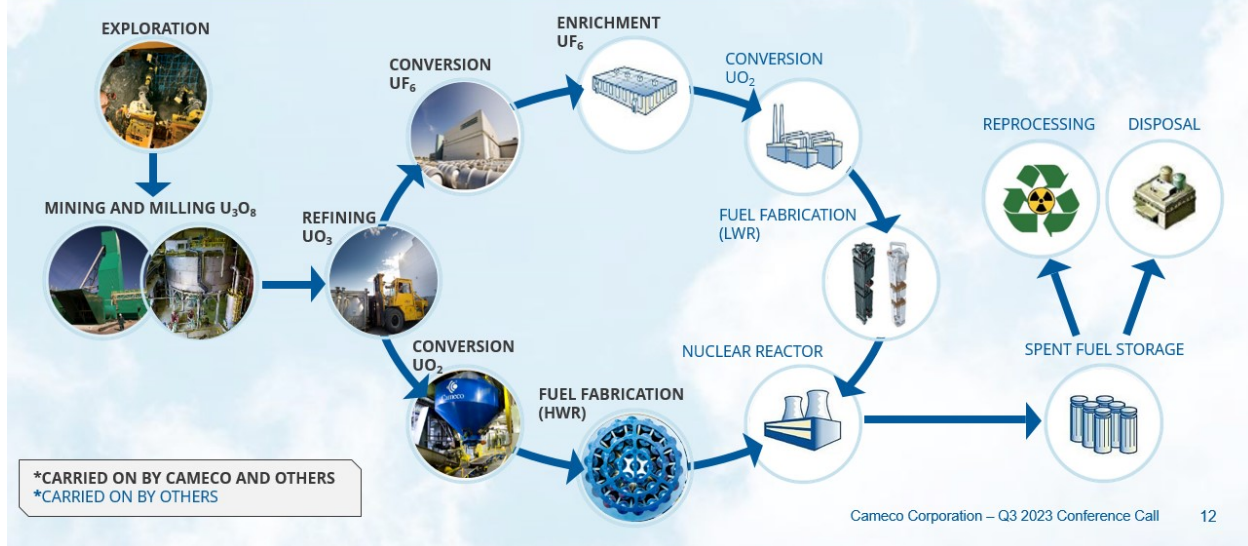 EXPLORATION
MINING AND MILLING U₃O₈
REFINING
UO₃
CONVERSION
UF₆
ENRICHMENT
UF₆
CONVERSION
UO₂
FUEL FABRICATION
(LWR)
CONVERSION
UO₂
Cameco
FUEL FABRICATION
(HWR)
NUCLEAR REACTOR
SPENT FUEL STORAGE
REPROCESSING
DISPOSAL
*CARRIED ON BY CAMECO AND OTHERS
*CARRIED ON BY OTHERS
Cameco Corporation – Q3 2023 Conference Call 12